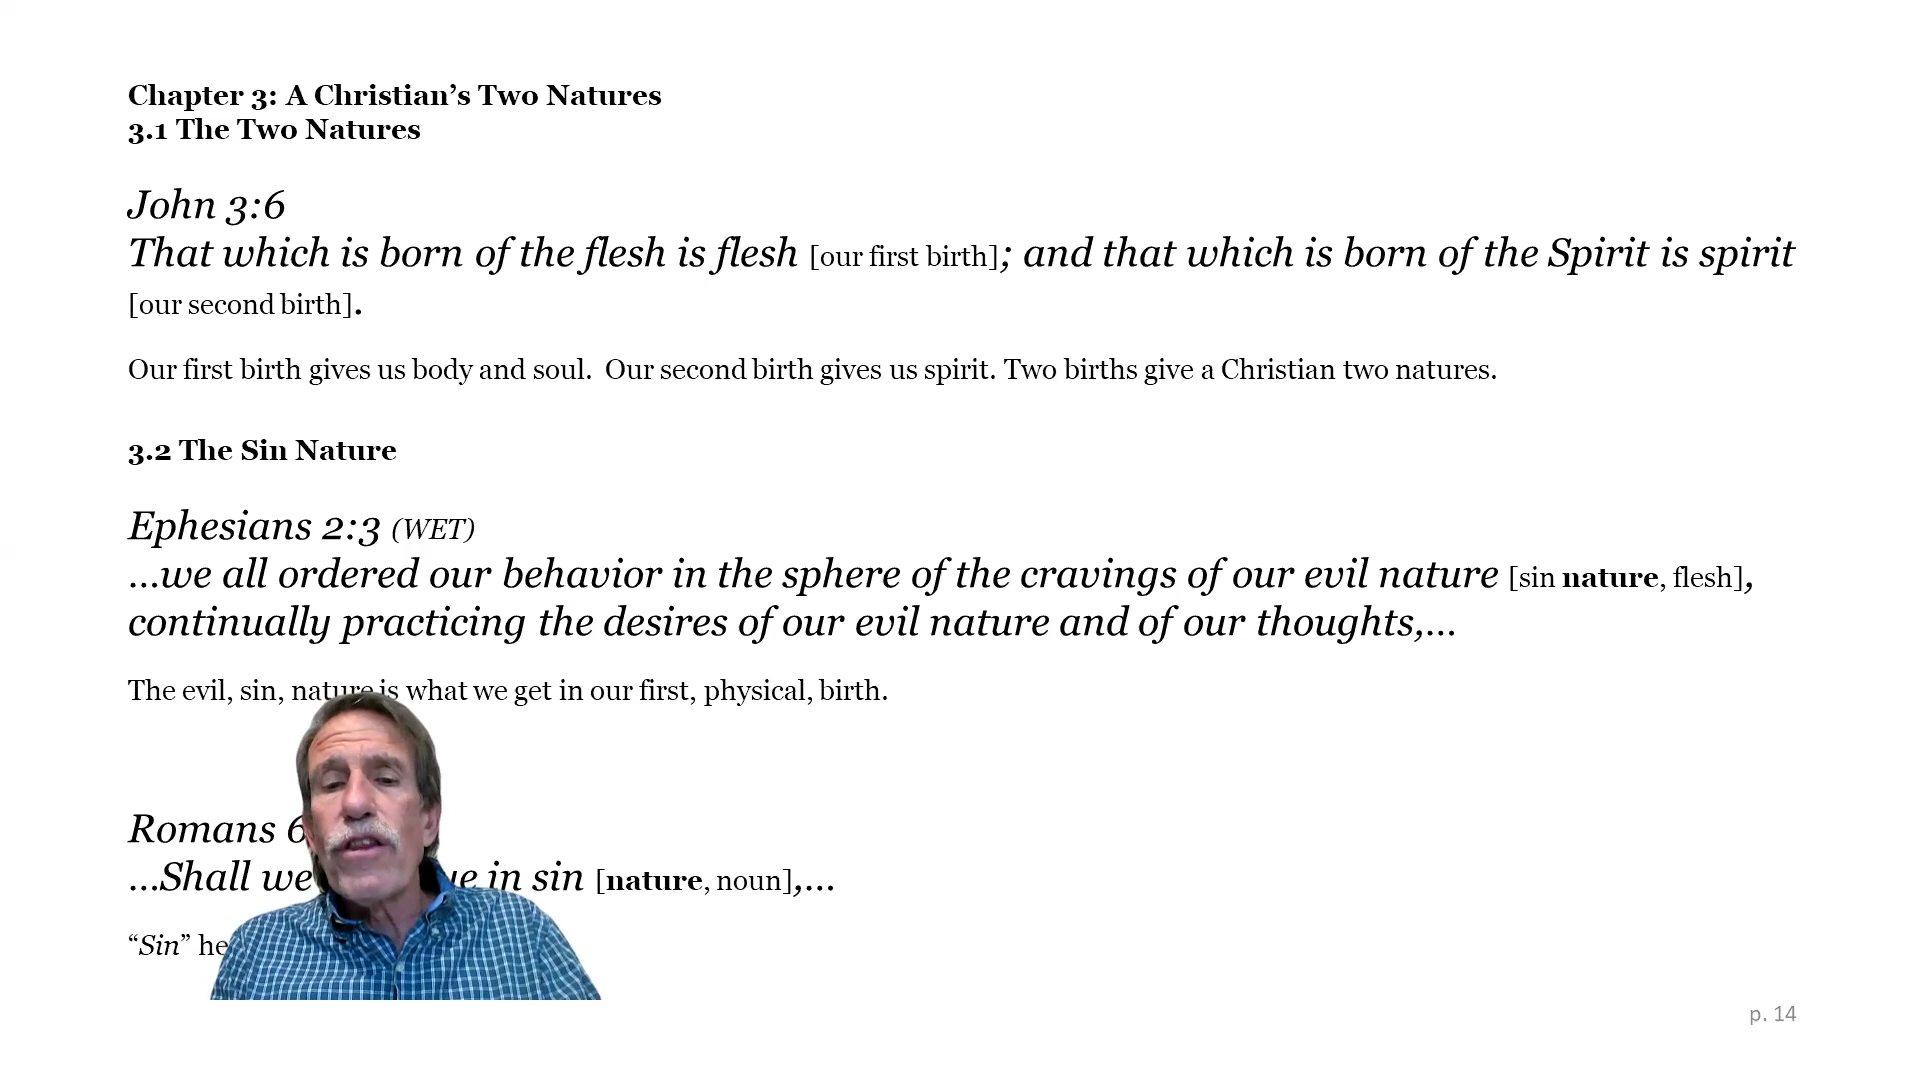 Chapter 3: A Christian’s Two Natures
3.1 The Two Natures
John 3:6
That which is born of the flesh is flesh [our first birth]; and that which is born of the Spirit is spirit
[our second birth].
Our first birth gives us body and soul.  Our second birth gives us spirit. Two births give a Christian two natures.
3.2 The Sin Nature
Ephesians 2:3 (WET)
…we all ordered our behavior in the sphere of the cravings of our evil nature [sin nature, flesh],
continually practicing the desires of our evil nature and of our thoughts,…
The evil, sin, nature is what we get in our first, physical, birth.
Romans 6
…Shall we in sin [nature, noun],…
“Sin”
p. 14